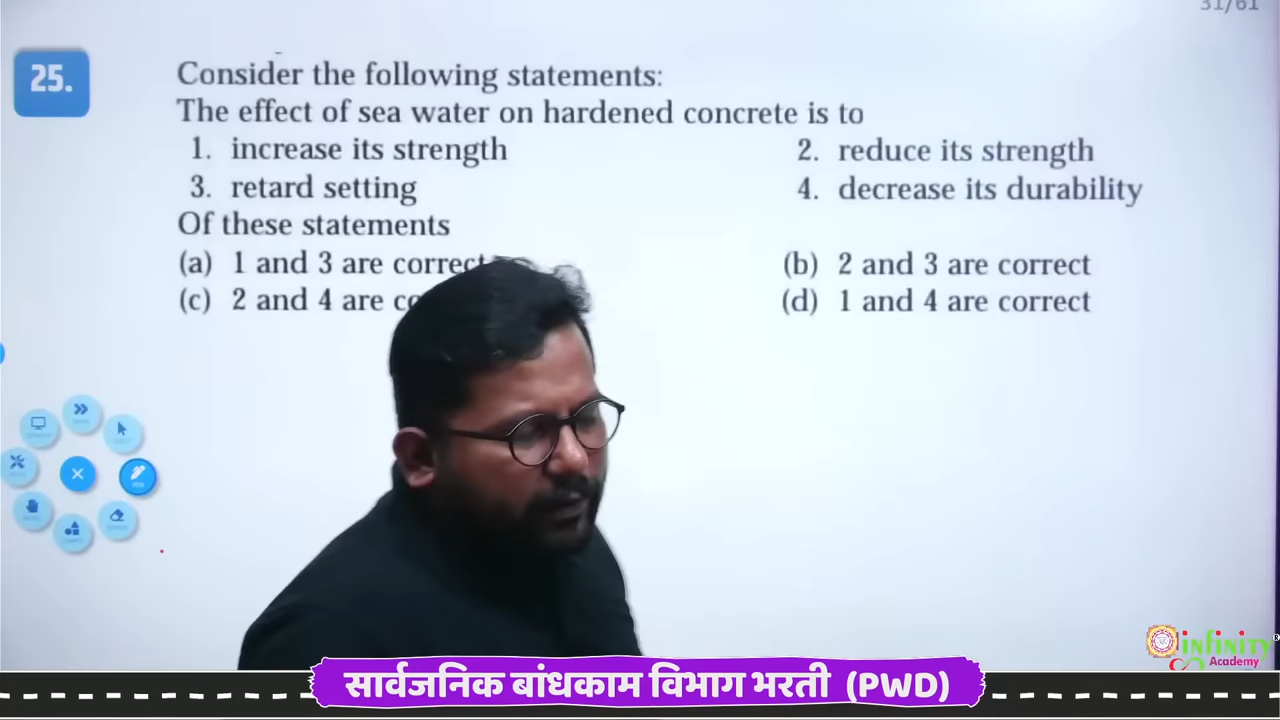 31/61
25.
Consider the following statements:
The effect of sea water on hardened concrete is to
1. increase its strength 2. reduce its strength
3. retard setting 4. decrease its durability
Of these statements
(a) 1 and 3 are correct (b) 2 and 3 are correct
(c) 2 and 4 are (d) 1 and 4 are correct
infinity
Academy
सार्वजनिक बांधकाम विभाग भरती (PWD)